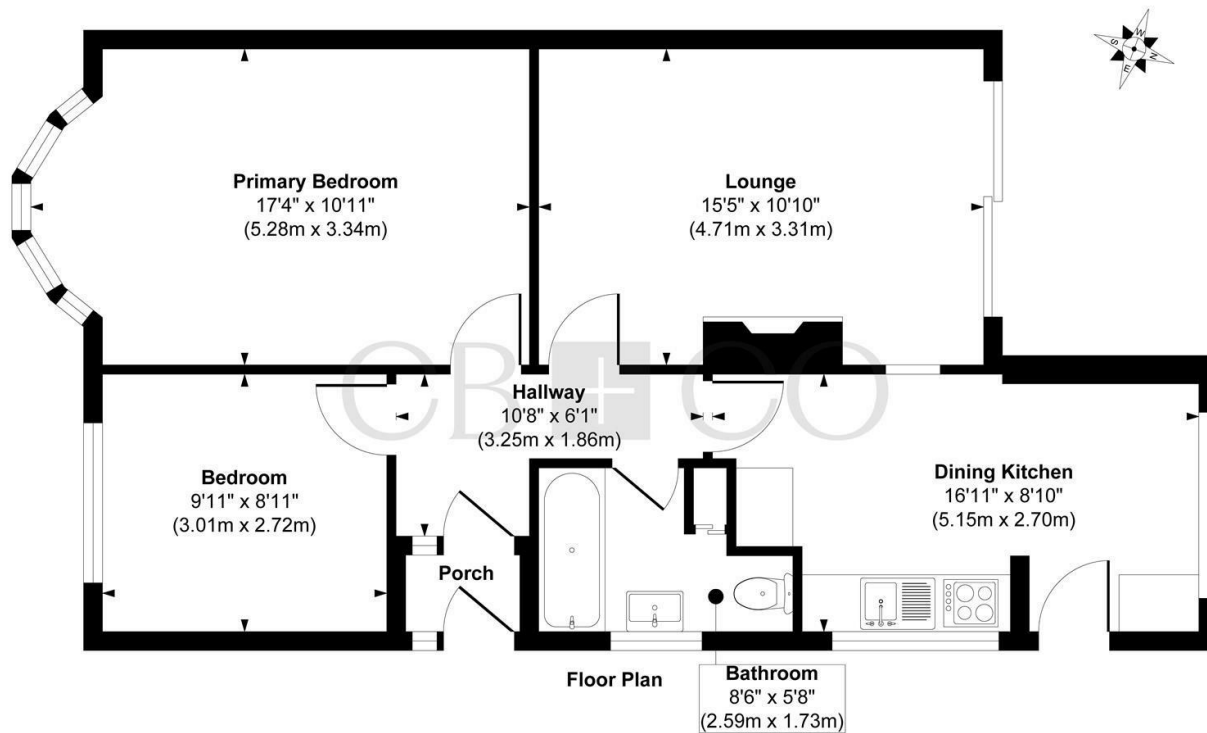 W
S
N
E
Primary Bedroom
17'4" x 10'11"
(5.28m x 3.34m)
Lounge
15'5" x 10'10"
(4.71m x 3.31m)
CB + CO
Hallway
10'8" x 6'1"
(3.25m x 1.86m)
Bedroom
9'11" x 8'11"
(3.01m x 2.72m)
Dining Kitchen
16'11" x 8'10"
(5.15m x 2.70m)
Porch
Floor Plan
Bathroom
8'6" x 5'8"
(2.59m x 1.73m)